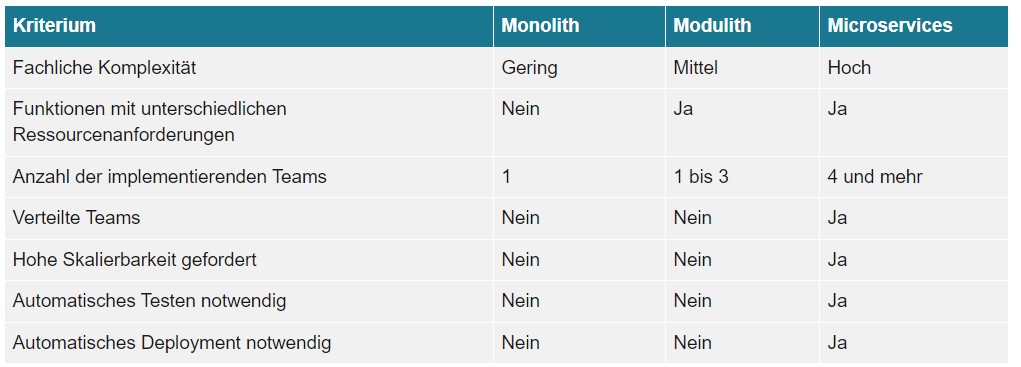 Kriterium Monolith Modulith Microservices
Fachliche Komplexität Gering Mittel Hoch
Funktionen mit unterschiedlichen Nein Ja Ja
Ressourcenanforderungen
Anzahl der implementierenden Teams 1 1 bis 3 4 und mehr
Verteilte Teams Nein Nein Ja
Hohe Skalierbarkeit gefordert Nein Nein Ja
Automatisches Testen notwendig Nein Nein Ja
Automatisches Deployment notwendig Nein Nein Ja